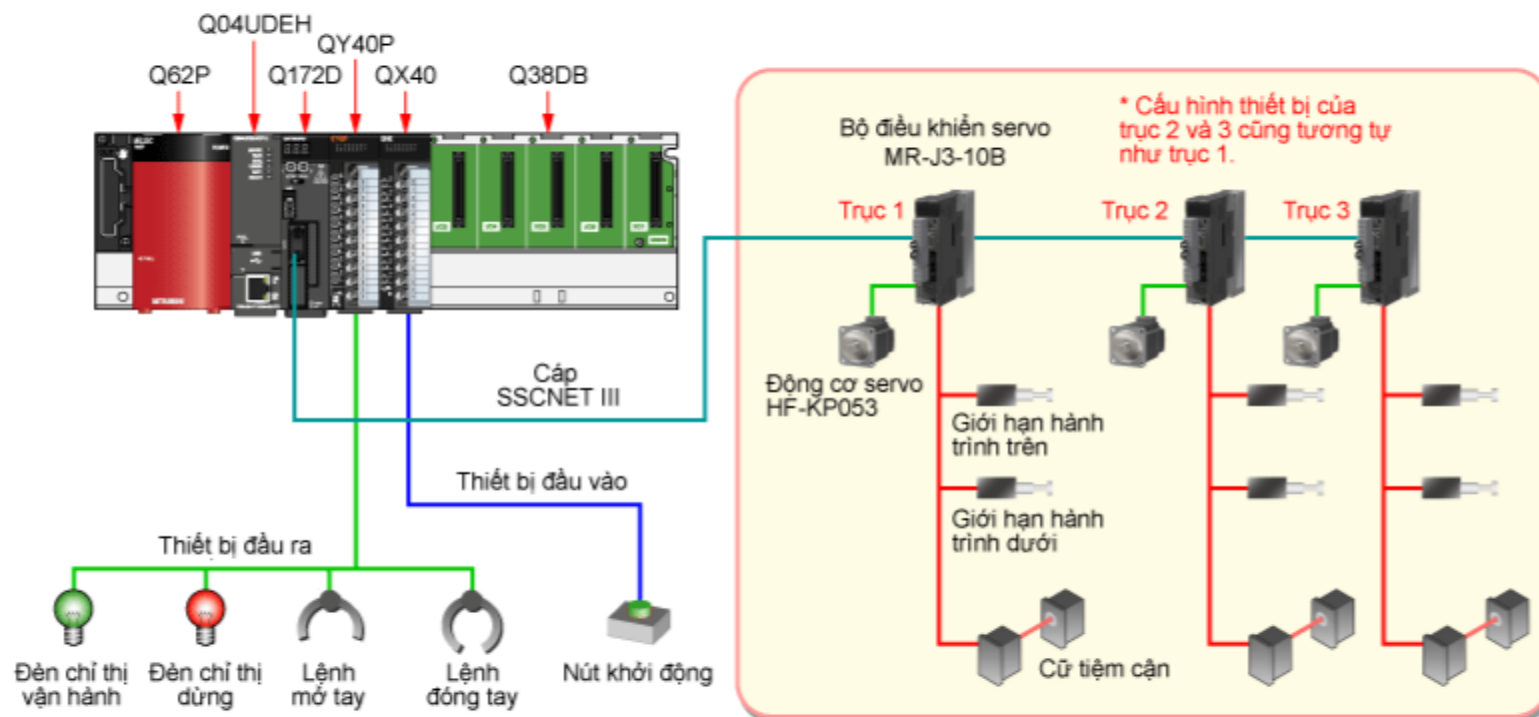 Q04UDEH
QY40P
Q62P
Q172D
QX40
Q38DB
Bộ điều khiển servo
MR-J3-10B
* Cấu hình thiết bị của
trục 2 và 3 cũng tương tự
như trục 1.
Trục 1
Trục 2
Trục 3
Cáp
SSCNET III
Động cơ servo
HF-KP053
Giới hạn hành
trình trên
Thiết bị đầu vào
Giới hạn hành
trình dưới
Thiết bị đầu ra
Đèn chỉ thị
vận hành
Đèn chỉ thị
dừng
Lệnh
mở tay
Lệnh
đóng tay
Nút khởi động
Cữ tiệm cận